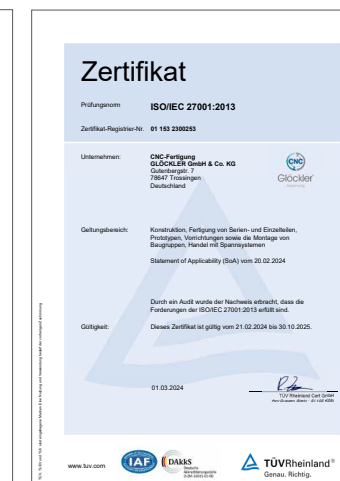 Zertifikat
Prüfungsnorm ISO/IEC 27001:2013
Zertifikat-Registrier-Nr. 01 153 2300253
Unternehmen: CNC-Fertigung
GLÖCKLER GmbH & Co. KG
Gutenbergstr. 7
78647 Trossingen
Deutschland
CNC
Glöckler
Geltungsbereich: Konstruktion, Fertigung von Serien- und Einzelteilen,
Prototypen, Vorrichtungen sowie die Montage von
Baugruppen, Handel mit Spannsystemen
Statement of Applicability (SoA) vom 20.02.2024
Durch ein Audit wurde der Nachweis erbracht, dass die
Forderungen der ISO/IEC 27001:2013 erfüllt sind.
Gültigkeit: Dieses Zertifikat ist gültig vom 21.02.2024 bis 30.10.2025.
01.03.2024
TÜV Rheinland Cert GmbH
www.tuv.com
IAF
DAkkS
Deutsche
Akkreditierungsstelle
TÜVRheinland®
Genau. Richtig.